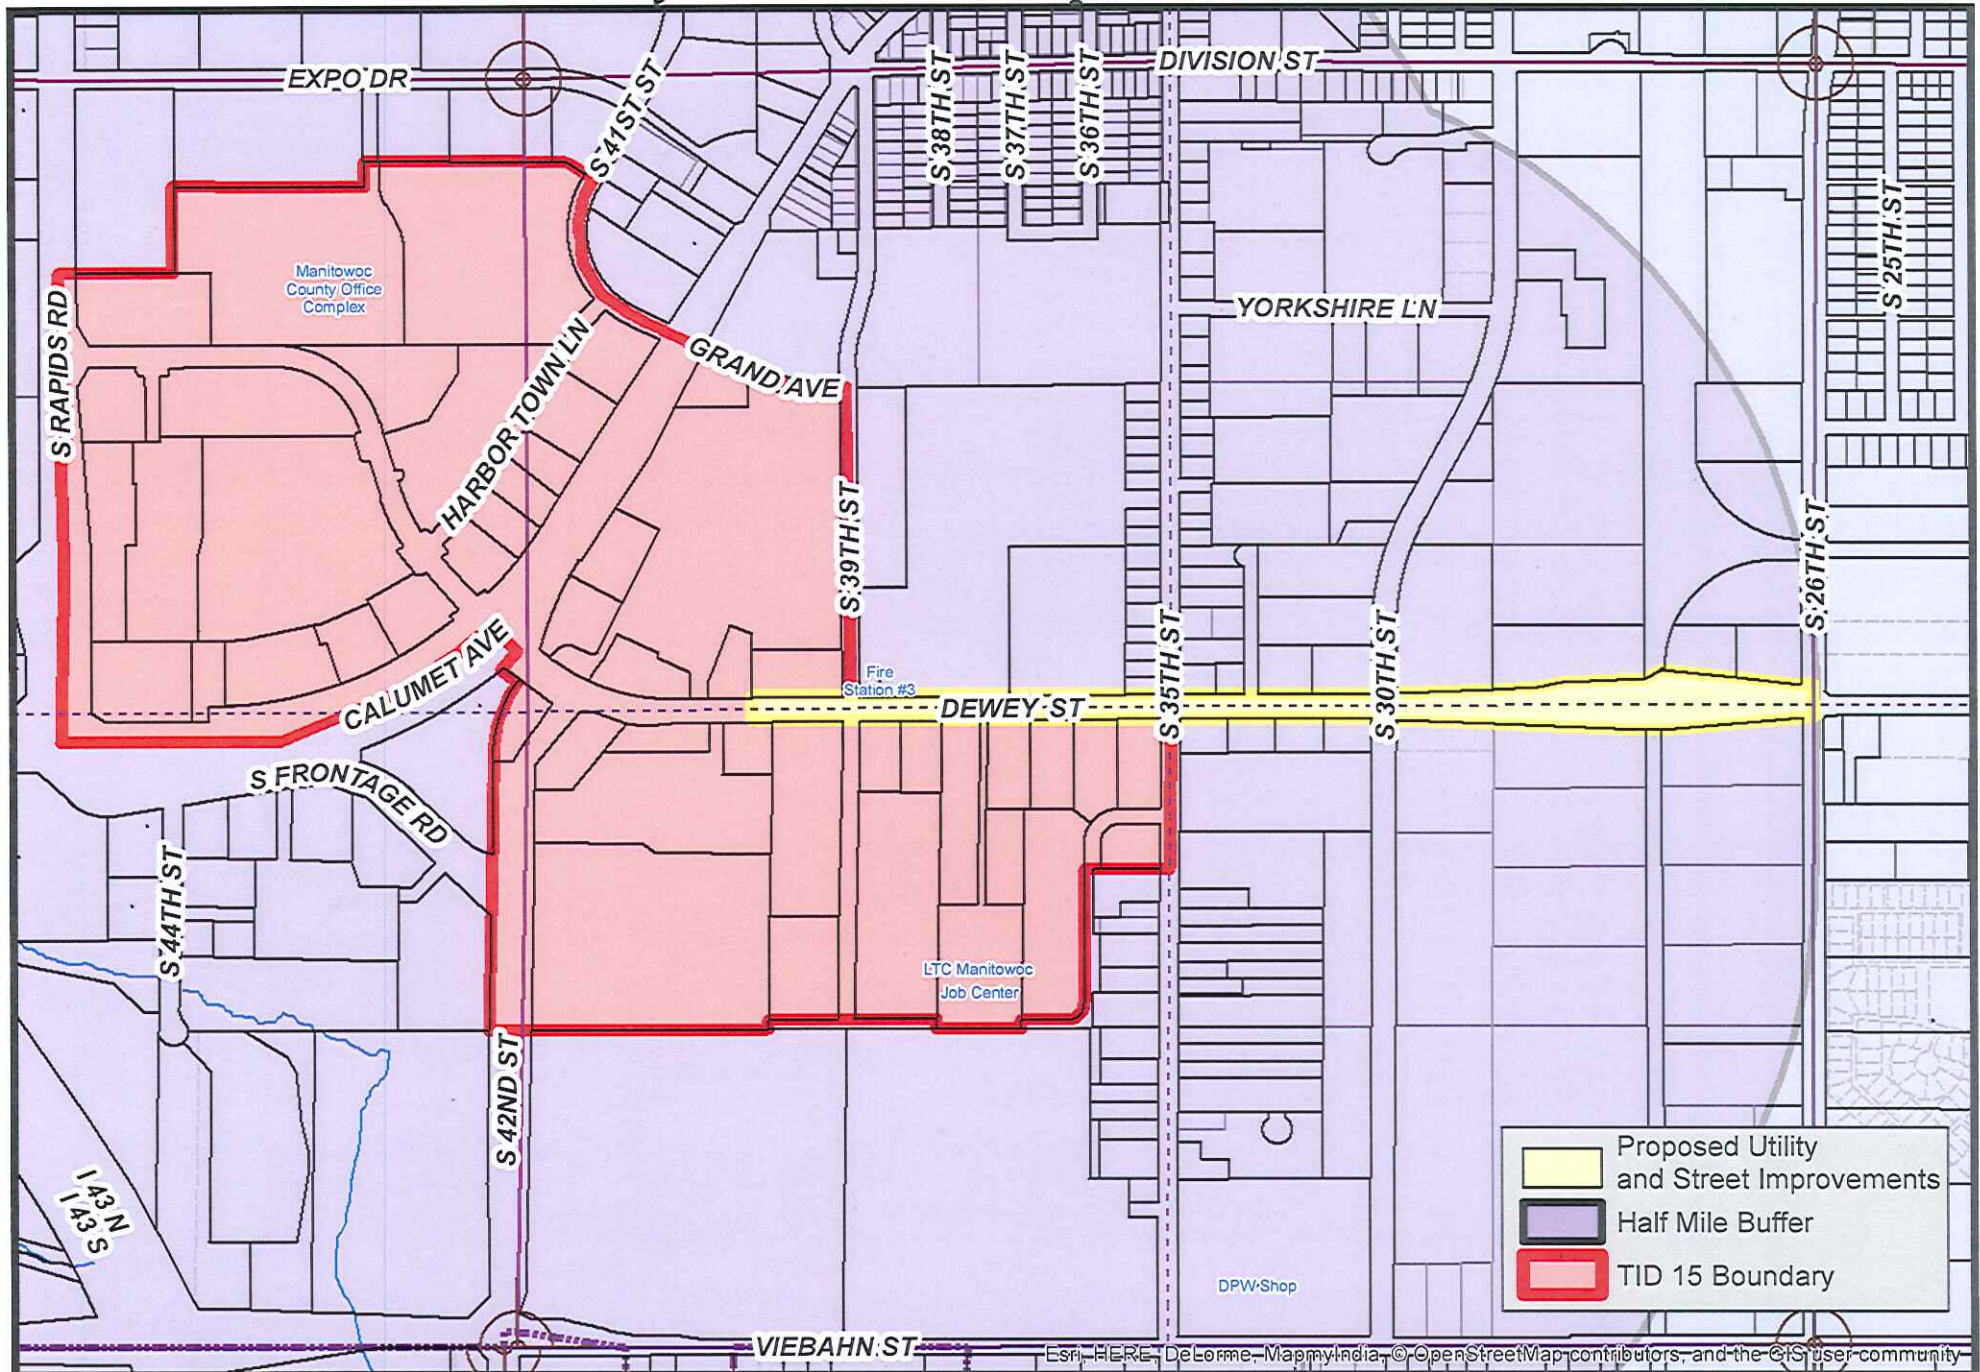 EXPO DR
S 41ST ST
S 38TH ST
S 37TH ST
S 36TH ST
DIVISION ST
S 25TH ST
Manitowoc
County Office
Complex
S RAPIDS RD
HARBOR TOWN LN
GRAND AVE
YORKSHIRE LN
S 39TH ST
S 26TH ST
CALUMET AVE
Fire
Station #3
DEWEY ST
S 35TH ST
S 30TH ST
S FRONTAGE RD
S 44TH ST
LTC Manitowoc
Job Center
S 42ND ST
I 43 N
I 43 S
DPW Shop
VIEBAHN ST
Proposed Utility
and Street Improvements
Half Mile Buffer
TID 15 Boundary
Esri, HERE, DeLorme, MapmyIndia, © OpenStreetMap contributors, and the GIS user community